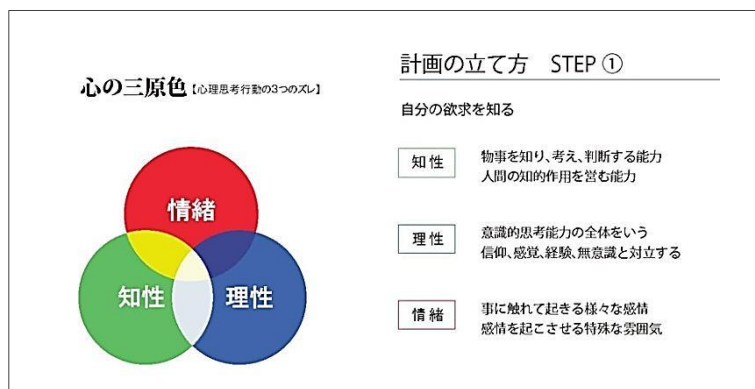 心の三原色【心理思考行動の3つのズレ】
情緒
知性
理性
計画の立て方　STEP ①
自分の欲求を知る
知性
物事を知り、考え、判断する能力
人間の知的作用を営む能力
理性
意識的思考能力の全体をいう
信仰、感覚、経験、無意識と対立する
情緒
事に触れて起きる様々な感情
感情を起こさせる特殊な雰囲気